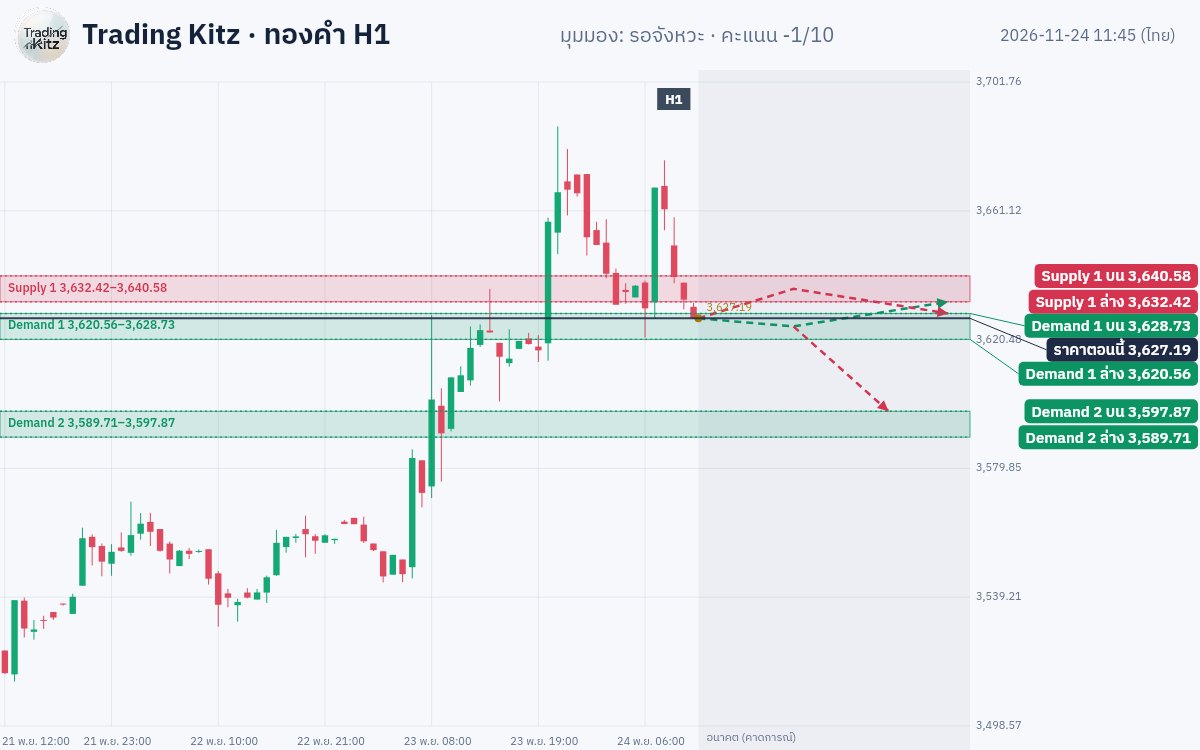 Trading Kitz
Trading Kitz · ทองคำ H1
มุมมอง: รอจังหวะ · คะแนน -1/10
2026-11-24 11:45 (ไทย)
H1
3,701.76
3,661.12
3,620.48
3,579.85
3,539.21
3,498.57
Supply 1 3,632.42–3,640.58
3,627.19
Demand 1 3,620.56–3,628.73
Demand 2 3,589.71–3,597.87
Supply 1 บน 3,640.58
Supply 1 ล่าง 3,632.42
Demand 1 บน 3,628.73
ราคาตอนนี้ 3,627.19
Demand 1 ล่าง 3,620.56
Demand 2 บน 3,597.87
Demand 2 ล่าง 3,589.71
21 พ.ย. 12:00
21 พ.ย. 23:00
22 พ.ย. 10:00
22 พ.ย. 21:00
23 พ.ย. 08:00
23 พ.ย. 19:00
24 พ.ย. 06:00
อนาคต (คาดการณ์)